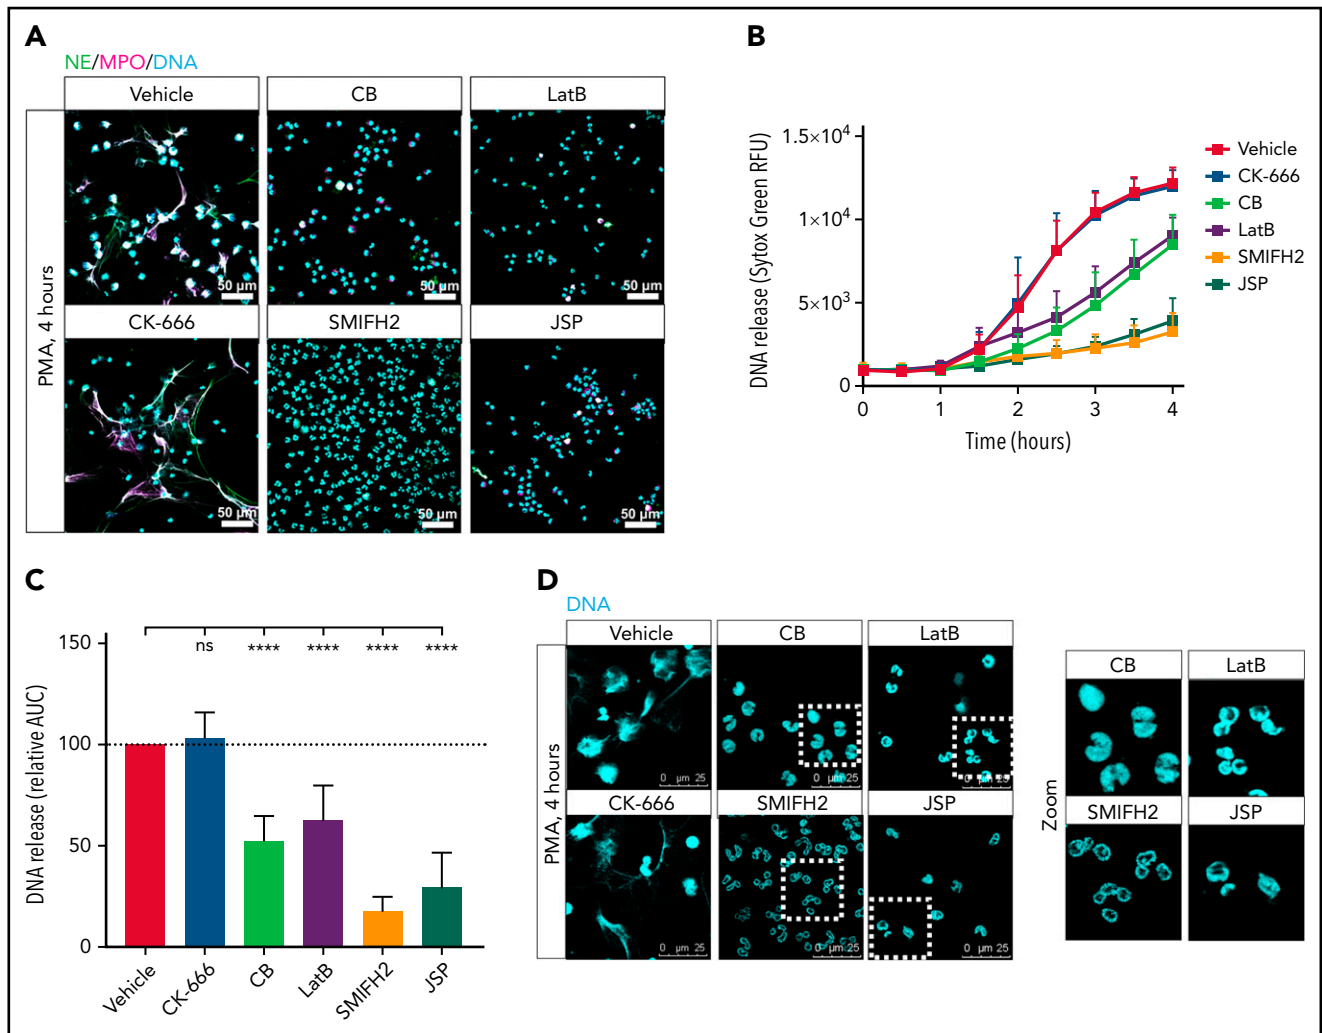 A
NE/MPO/DNA
Vehicle
CB
LatB
PMA, 4 hours
50 µm
50 µm
50 µm
CK-666
SMIFH2
JSP
50 µm
50 µm
50 µm
B
DNA release (Sytox Green RFU)
1.5×10⁴
1×10⁴
5×10³
0
0
1
2
3
4
Time (hours)
Vehicle
CK-666
CB
LatB
SMIFH2
JSP
C
DNA release (relative AUC)
150
100
50
0
ns
****
****
****
****
Vehicle
CK-666
CB
LatB
SMIFH2
JSP
D
DNA
Vehicle
CB
LatB
PMA, 4 hours
0 µm 25
0 µm 25
0 µm 25
CK-666
SMIFH2
JSP
0 µm 25
0 µm 25
0 µm 25
Zoom
CB
LatB
SMIFH2
JSP